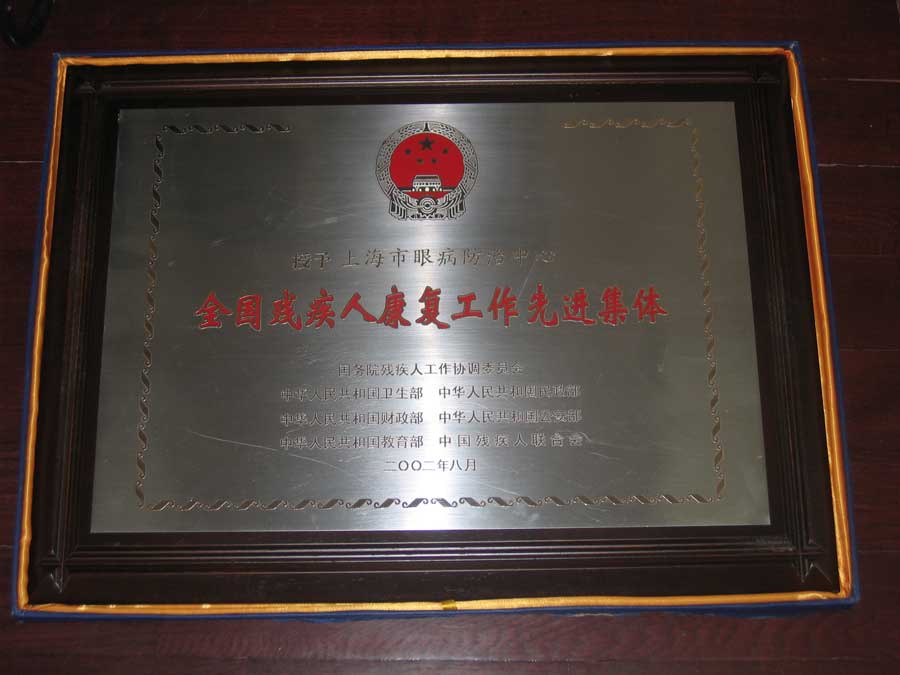 授予上海市眼病防治中心
全国残疾人康复工作先进集体
国务院残疾人工作协调委员会
中华人民共和国卫生部 中华人民共和国民政部
中华人民共和国财政部 中华人民共和国公安部
中华人民共和国教育部 中国残疾人联合会
二〇〇二年八月